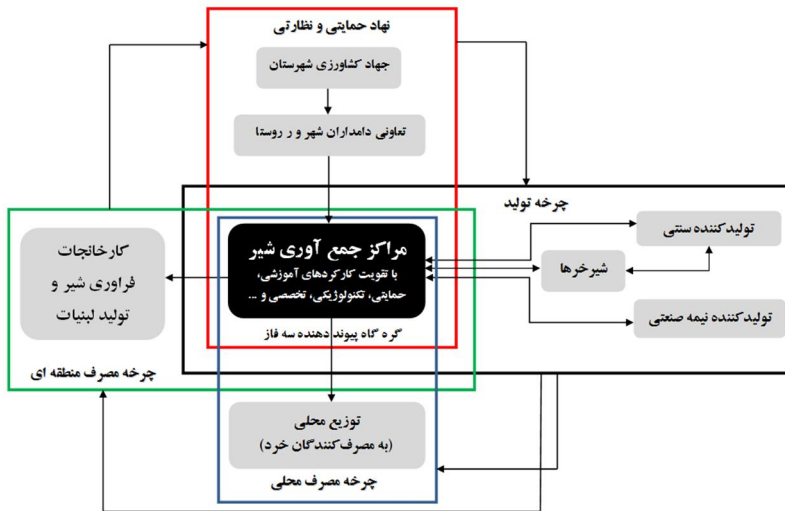 نهاد حمایتی و نظارتی
جهاد کشاورزی شهرستان
تعاونی دامداران شهر و ر روستا
چرخه تولید
مراکز جمع آوری شیر
با تقویت کارکردهای آموزشی،
حمایتی، تکنولوژیکی، تخصصی و ...
گره گاه پیوند دهنده سه فاز
تولیدکننده سنتی
شیرخرها
تولیدکننده نیمه صنعتی
کارخانجات
فراوری شیر و
تولید لبنیات
چرخه مصرف منطقه ای
توزیع محلی
(به مصرف‌کنندگان خرد)
چرخه مصرف محلی